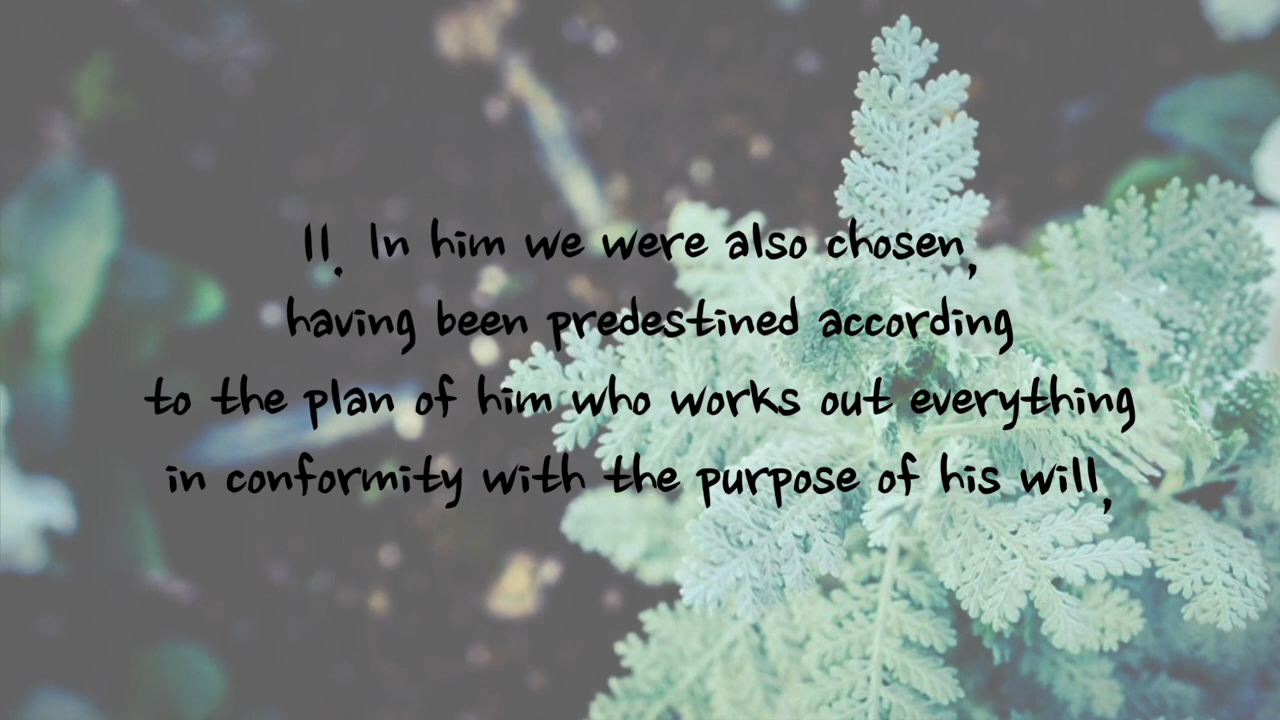 11. In him we were also chosen,
having been predestined according
to the plan of him who works out everything
in conformity with the purpose of his will,